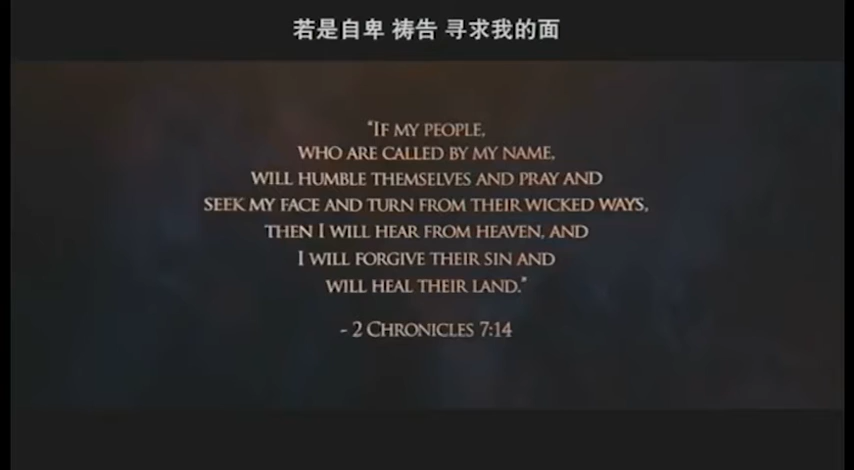 若是自卑 祷告 寻求我的面
“IF MY PEOPLE,
WHO ARE CALLED BY MY NAME,
WILL HUMBLE THEMSELVES AND PRAY AND
SEEK MY FACE AND TURN FROM THEIR WICKED WAYS,
THEN I WILL HEAR FROM HEAVEN, AND
I WILL FORGIVE THEIR SIN AND
WILL HEAL THEIR LAND.”
- 2 CHRONICLES 7:14